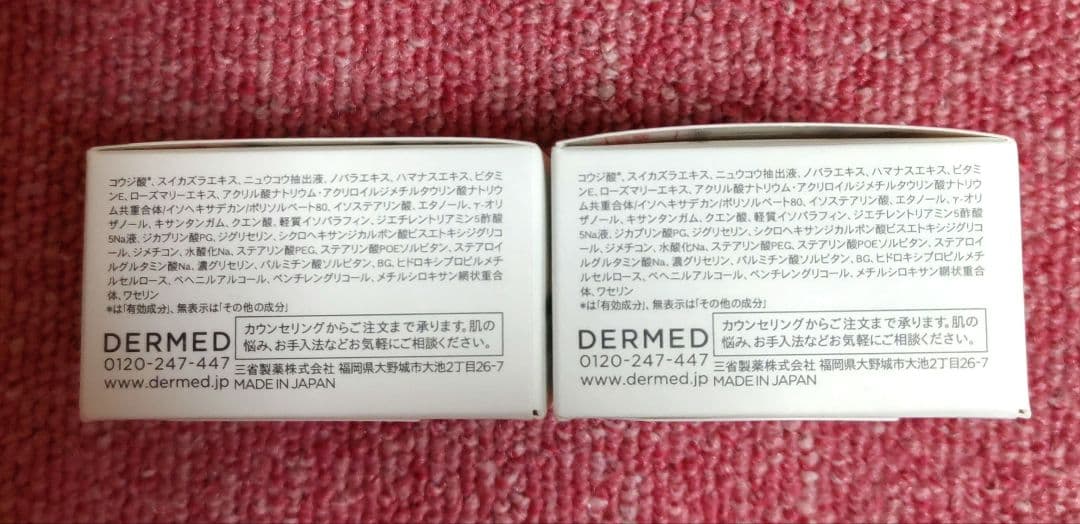 コウジ酸*、スイカズラエキス、ニュウコウ抽出液、ノバラエキス、ハマナスエキス、ビタミ
ンE、ローズマリーエキス、アクリル酸ナトリウム・アクリロイルジメチルタウリン酸ナトリ
ウム共重合体/イソヘキサデカン/ポリソルベート80、イソステアリン酸、エタノール、γ-オリ
ザノール、キサンタンガム、クエン酸、軽質イソパラフィン、ジエチレントリアミン5酢酸
5Na液、ジカプリン酸PG、ジグリセリン、シクロヘキサンジカルボン酸ビスエトキシジグリコ
ール、ジメチコン、水酸化Na、ステアリン酸PEG、ステアリン酸POEソルビタン、ステアロイ
ルグルタミン酸Na、濃グリセリン、パルミチン酸ソルビタン、BG、ヒドロキシプロピルメチ
ルセルロース、ベヘニルアルコール、ペンチレングリコール、メチルシロキサン網状重合
体、ワセリン
*は「有効成分」、無表示は「その他の成分」
DERMED
0120-247-447
www.dermed.jp
カウンセリングからご注文まで承ります。肌の
悩み、お手入法などお気軽にご相談ください。
三省製薬株式会社 福岡県大野城市大池2丁目26-7
MADE IN JAPAN
コウジ酸*、スイカズラエキス、ニュウコウ抽出液、ノバラエキス、ハマナスエキス、ビタミ
ンE、ローズマリーエキス、アクリル酸ナトリウム・アクリロイルジメチルタウリン酸ナトリ
ウム共重合体/イソヘキサデカン/ポリソルベート80、イソステアリン酸、エタノール、γ-オリ
ザノール、キサンタンガム、クエン酸、軽質イソパラフィン、ジエチレントリアミン5酢酸
5Na液、ジカプリン酸PG、ジグリセリン、シクロヘキサンジカルボン酸ビスエトキシジグリコ
ール、ジメチコン、水酸化Na、ステアリン酸PEG、ステアリン酸POEソルビタン、ステアロイ
ルグルタミン酸Na、濃グリセリン、パルミチン酸ソルビタン、BG、ヒドロキシプロピルメチ
ルセルロース、ベヘニルアルコール、ペンチレングリコール、メチルシロキサン網状重合
体、ワセリン
*は「有効成分」、無表示は「その他の成分」
DERMED
0120-247-447
www.dermed.jp
カウンセリングからご注文まで承ります。肌の
悩み、お手入法などお気軽にご相談ください。
三省製薬株式会社 福岡県大野城市大池2丁目26-7
MADE IN JAPAN